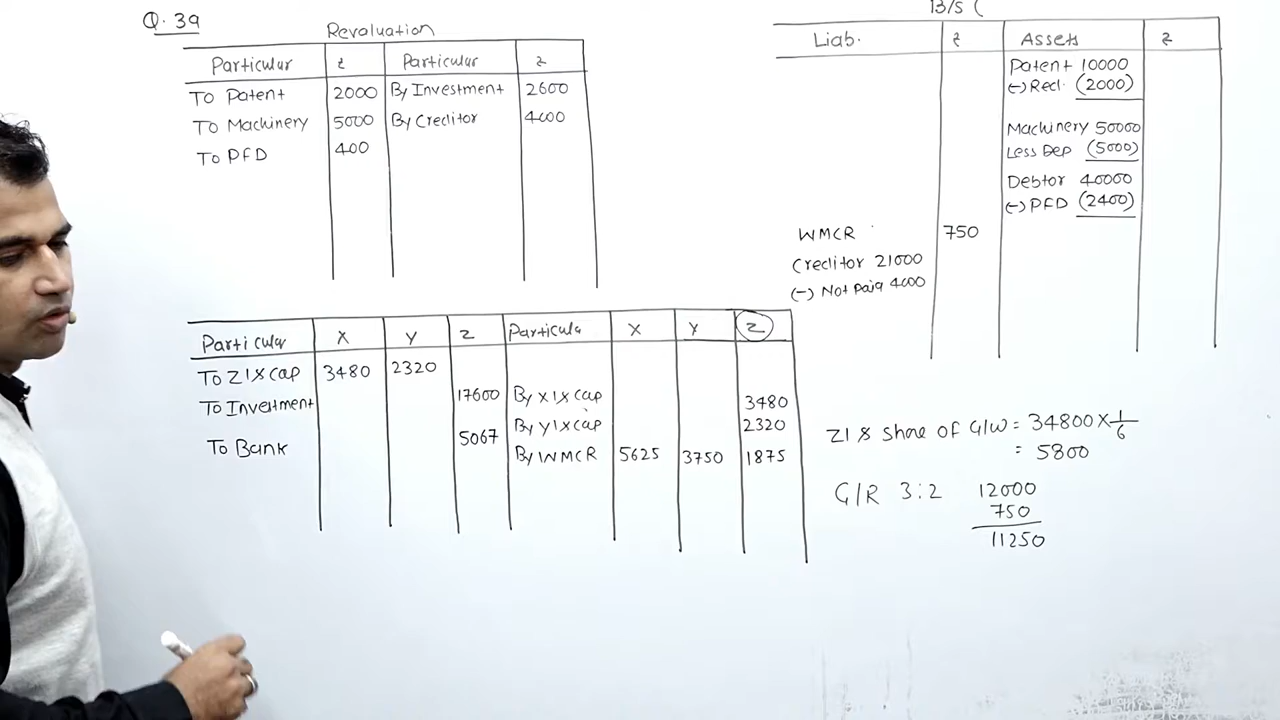 Q. 39
Revaluation
Particular ₹ Particular ₹
To Patent 2000 By Investment 2600
To Machinery 5000 By Creditor 4000
To PFD 400
B/S (
Liab. ₹ Assets ₹
Patent 10000
(-) Red. (2000)
Machinery 50000
Less Dep (5000)
Debtor 40000
(-) PFD (2400)
WMCR 750
Creditor 21000
(-) Not paid 4000
Particular X Y Z Particula X Y Z
To Z's cap 3480 2320
To Investment 17600 By X's cap 3480
By Y's cap 2320
To Bank 5067
By WMCR 5625 3750 1875
Z's share of G/W = 34800 × 1/6
= 5800
G/R 3:2 12000
750
11250